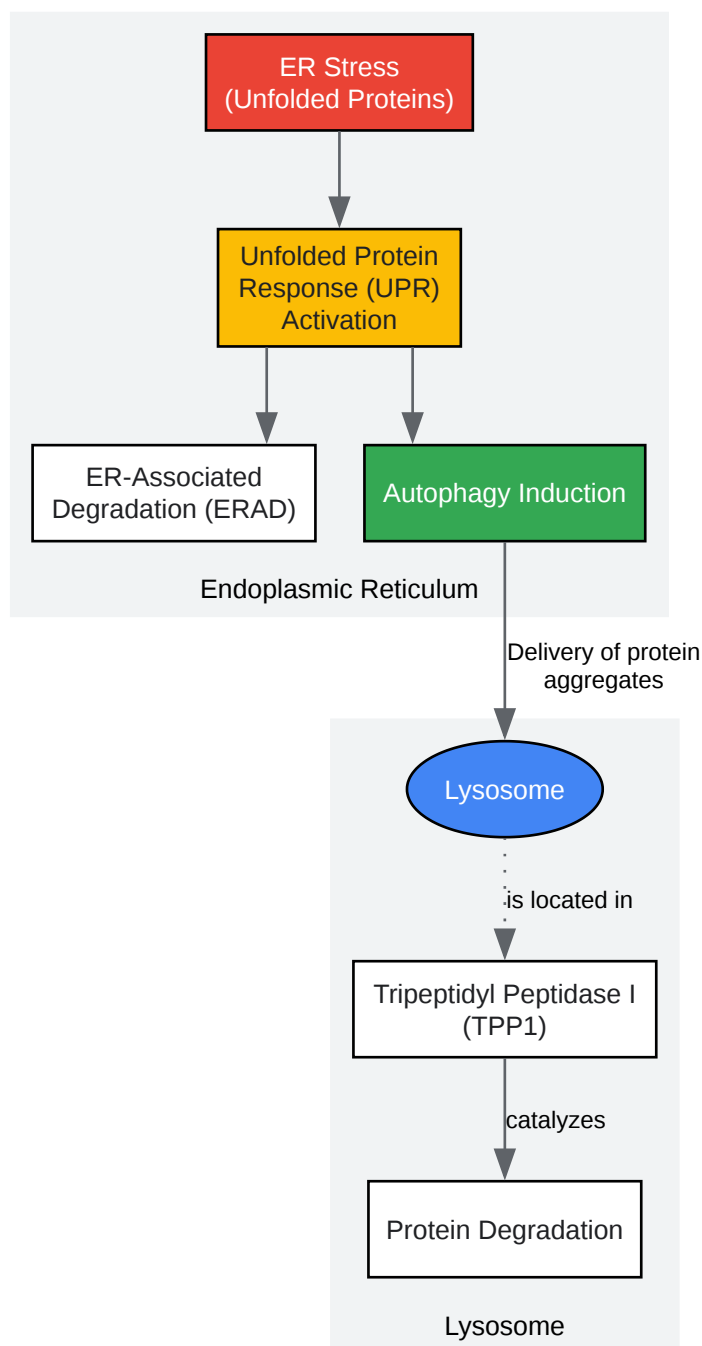 ER Stress
(Unfolded Proteins)
Unfolded Protein
Response (UPR)
Activation
ER-Associated
Degradation (ERAD)
Autophagy Induction
Endoplasmic Reticulum
Delivery of protein
aggregates
Lysosome
is located in
Tripeptidyl Peptidase I
(TPP1)
catalyzes
Protein Degradation
Lysosome